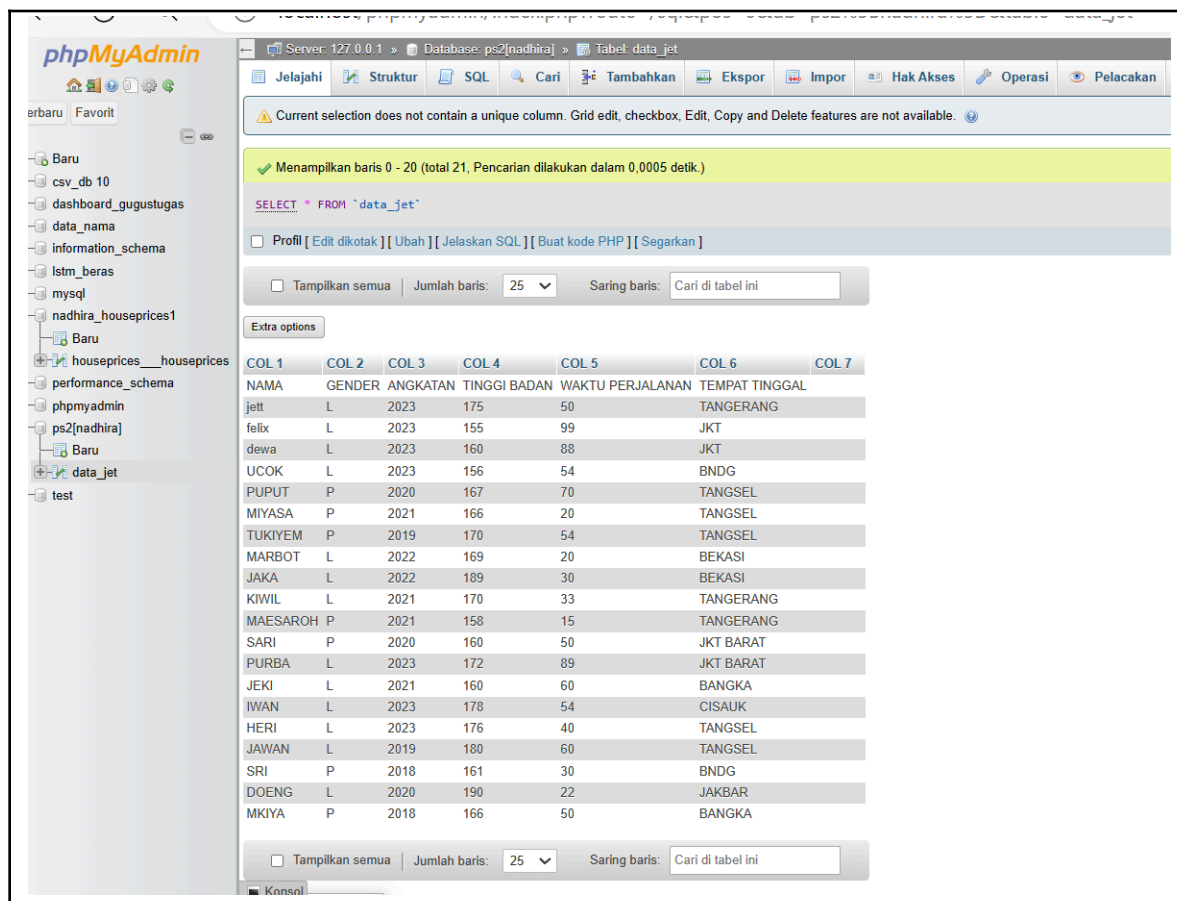 phpMyAdmin
erbaru Favorit
Baru
csv_db 10
dashboard_gugustugas
data_nama
information_schema
lstm_beras
mysql
nadhira_houseprices1
Baru
houseprices___houseprices
performance_schema
phpmyadmin
ps2[nadhira]
Baru
data_jet
test
Server: 127.0.0.1 » Database: ps2[nadhira] » Tabel: data_jet
Jelajahi Struktur SQL Cari Tambahkan Ekspor Impor Hak Akses Operasi Pelacakan
Current selection does not contain a unique column. Grid edit, checkbox, Edit, Copy and Delete features are not available.
Menampilkan baris 0 - 20 (total 21, Pencarian dilakukan dalam 0,0005 detik.)
SELECT * FROM `data_jet`
Profil [ Edit dikotak ] [ Ubah ] [ Jelaskan SQL ] [ Buat kode PHP ] [ Segarkan ]
Tampilkan semua | Jumlah baris: 25 Saring baris: Cari di tabel ini
Extra options
COL 1 COL 2 COL 3 COL 4 COL 5 COL 6 COL 7
NAMA GENDER ANGKATAN TINGGI BADAN WAKTU PERJALANAN TEMPAT TINGGAL
jett L 2023 175 50 TANGERANG
felix L 2023 155 99 JKT
dewa L 2023 160 88 JKT
UCOK L 2023 156 54 BNDG
PUPUT P 2020 167 70 TANGSEL
MIYASA P 2021 166 20 TANGSEL
TUKIYEM P 2019 170 54 TANGSEL
MARBOT L 2022 169 20 BEKASI
JAKA L 2022 189 30 BEKASI
KIWIL L 2021 170 33 TANGERANG
MAESAROH P 2021 158 15 TANGERANG
SARI P 2020 160 50 JKT BARAT
PURBA L 2023 172 89 JKT BARAT
JEKI L 2021 160 60 BANGKA
IWAN L 2023 178 54 CISAUK
HERI L 2023 176 40 TANGSEL
JAWAN L 2019 180 60 TANGSEL
SRI P 2018 161 30 BNDG
DOENG L 2020 190 22 JAKBAR
MKIYA P 2018 166 50 BANGKA
Tampilkan semua | Jumlah baris: 25 Saring baris: Cari di tabel ini
Konsol